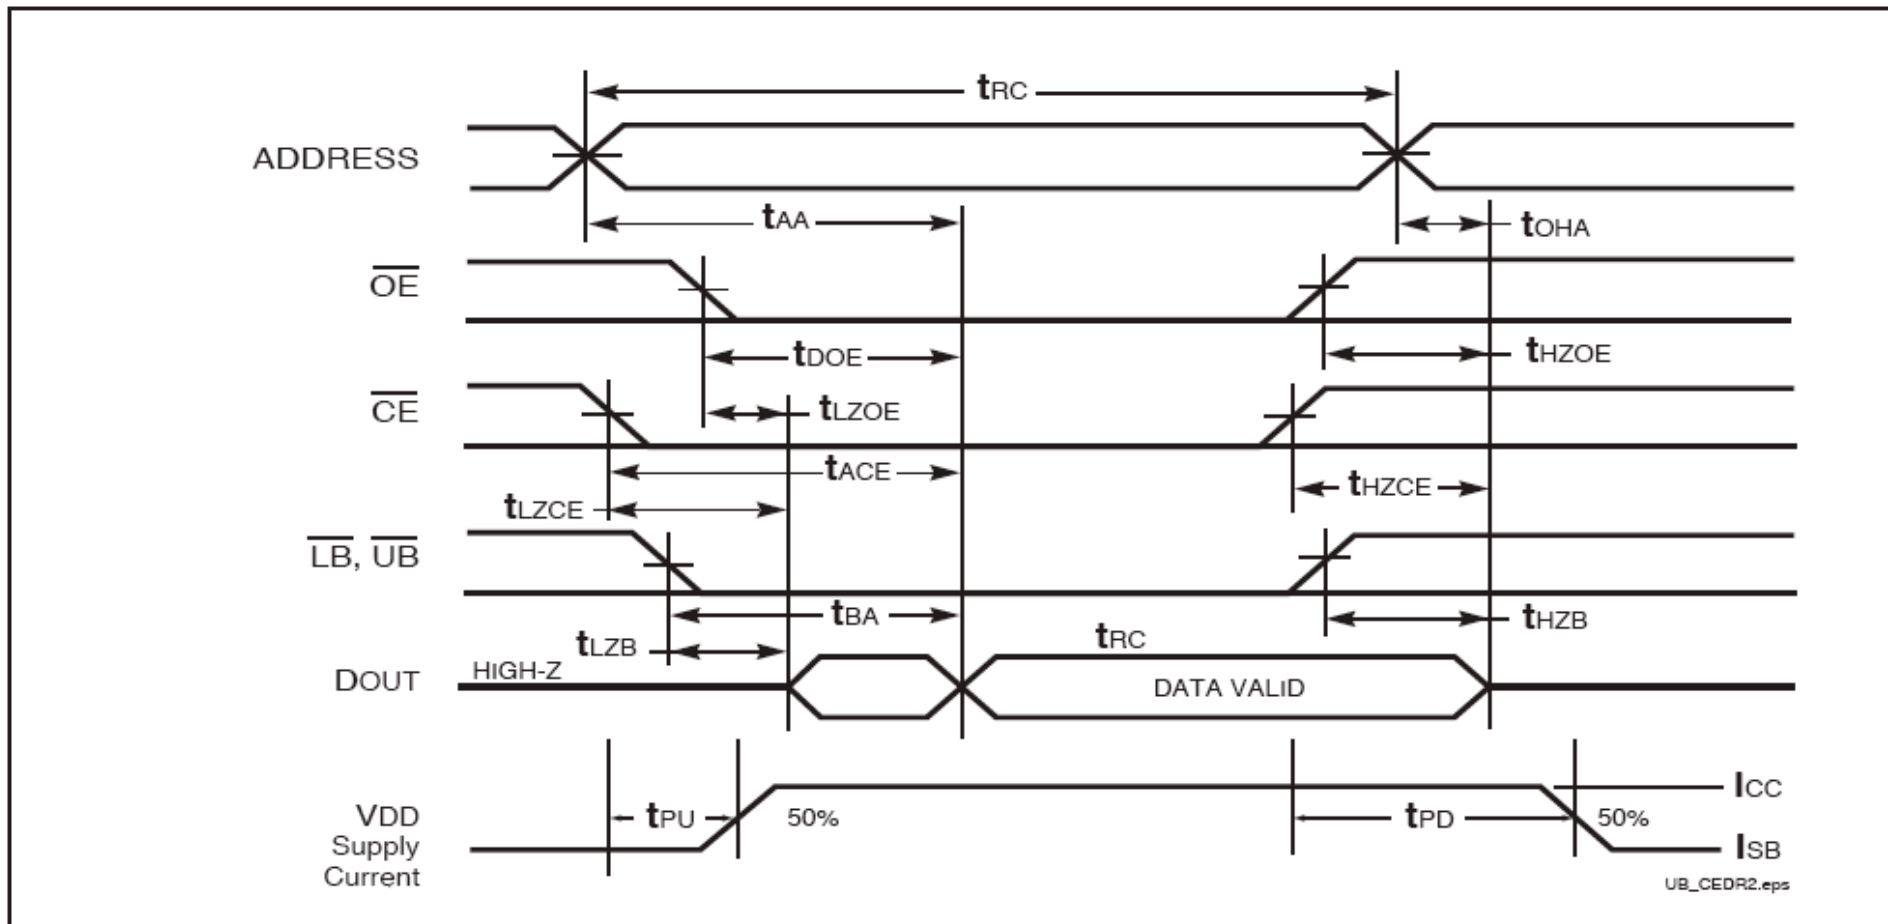 tRC
ADDRESS
tAA
tOHA
OE
tDOE
tHZOE
CE
tLZOE
tACE
tHZCE
tLZCE
LB, UB
tBA
tHZB
tLZB
tRC
HIGH-Z
DOUT
DATA VALID
ICC
VDD
Supply
Current
tPU
50%
tPD
50%
ISB
UB_CEDR2.eps